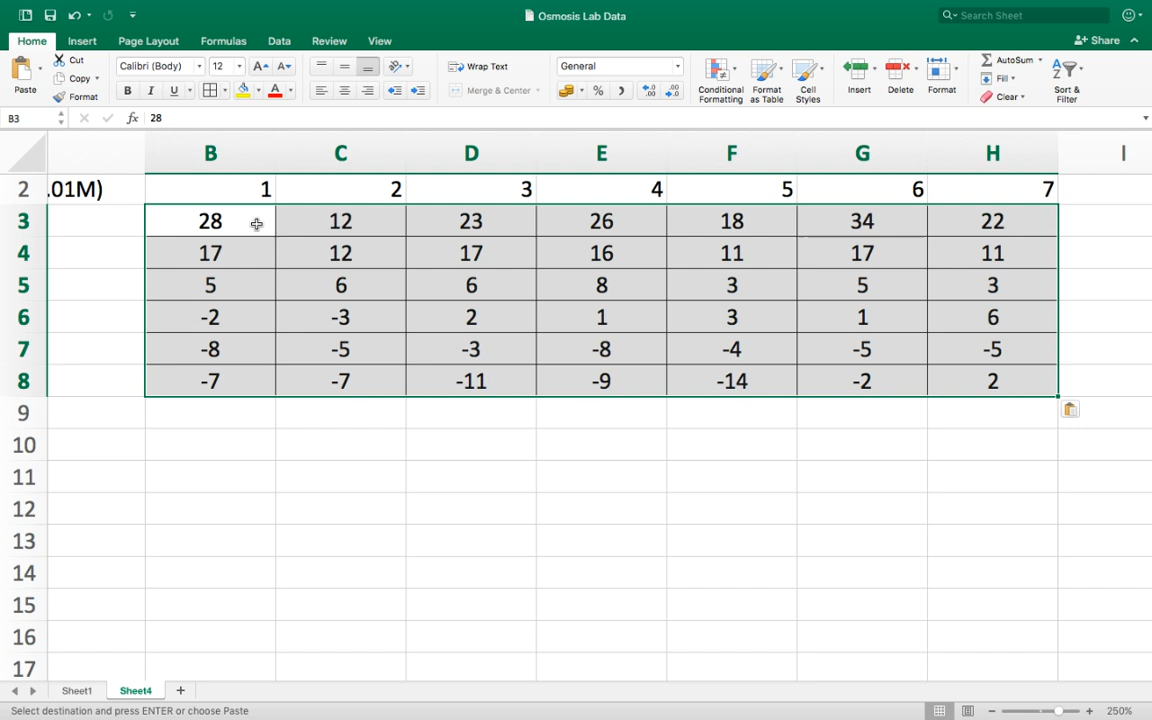 Osmosis Lab Data
Search Sheet
Home Insert Page Layout Formulas Data Review View
Share
Paste
Cut
Copy
Format
Calibri (Body) 12 A A
B I U A
Wrap Text
Merge & Center
General
%
Conditional Formatting
Format as Table
Cell Styles
Insert
Delete
Format
AutoSum
Fill
Clear
Sort & Filter
B3 fx 28
B C D E F G H I
2 .01M) 1 2 3 4 5 6 7
3 28 12 23 26 18 34 22
4 17 12 17 16 11 17 11
5 5 6 6 8 3 5 3
6 -2 -3 2 1 3 1 6
7 -8 -5 -3 -8 -4 -5 -5
8 -7 -7 -11 -9 -14 -2 2
9
10
11
12
13
14
15
16
17
Sheet1 Sheet4 +
Select destination and press ENTER or choose Paste
250%